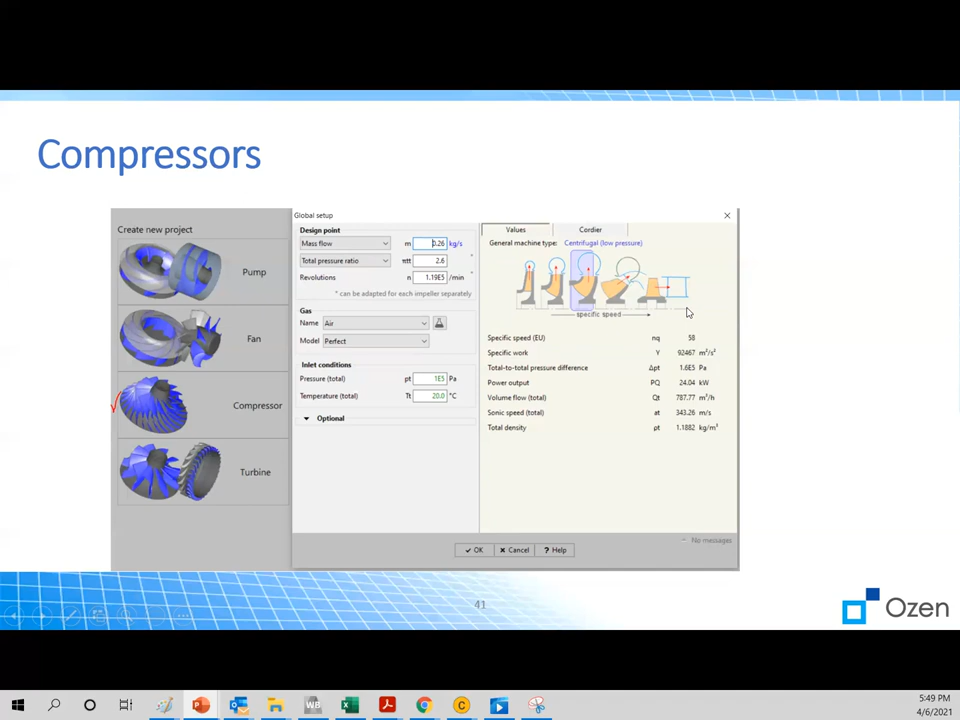 Compressors
Create new project
Pump
Fan
Compressor
Turbine
Global setup
Design point
Mass flow m 0.26 kg/s
Total pressure ratio πtt 2.6 *
Revolutions n 1.19E5 /min *
* can be adapted for each impeller separately
Gas
Name Air
Model Perfect
Inlet conditions
Pressure (total) pt 1E5 Pa
Temperature (total) Tt 20.0 °C
Optional
Values Cordier
General machine type: Centrifugal (low pressure)
specific speed
Specific speed (EU) nq 58
Specific work Y 92467 m²/s²
Total-to-total pressure difference Δpt 1.6E5 Pa
Power output PQ 24.04 kW
Volume flow (total) Qt 787.77 m³/h
Sonic speed (total) at 343.26 m/s
Total density ρt 1.1882 kg/m³
No messages
OK Cancel ? Help
41
Ozen
WB
C
5:49 PM
4/6/2021